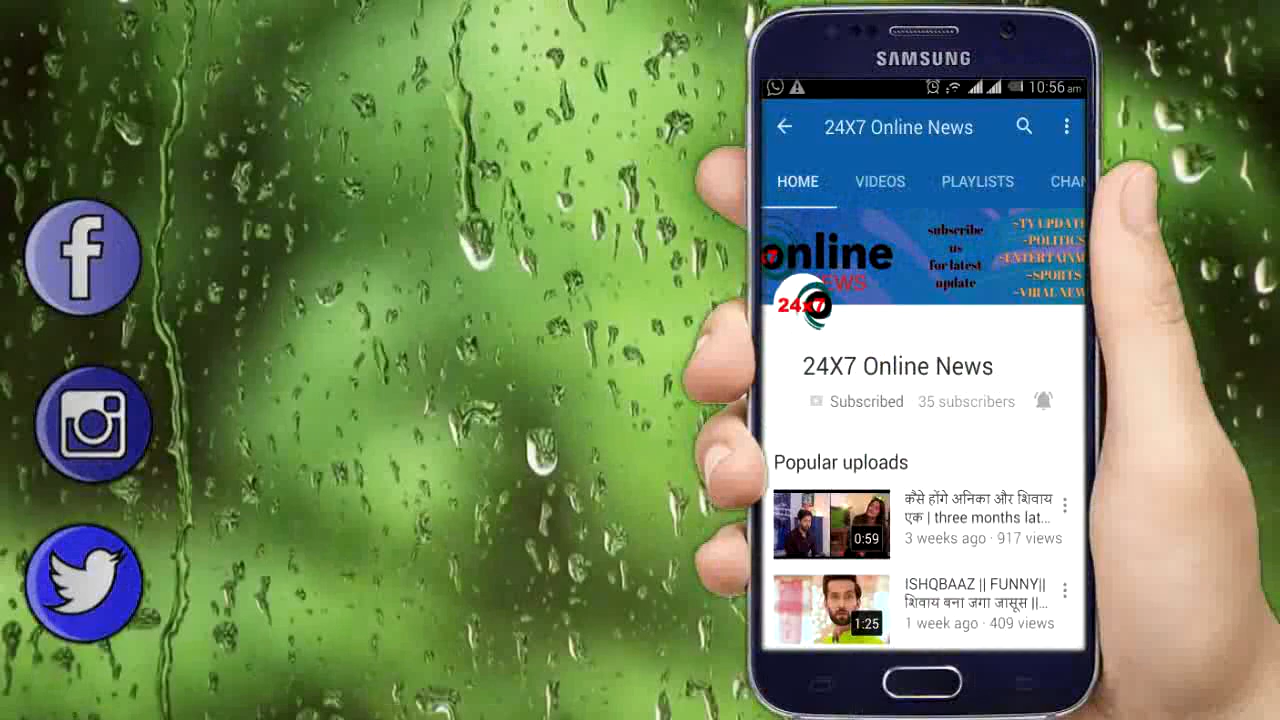 SAMSUNG
10:56 am
24X7 Online News
HOME VIDEOS PLAYLISTS CHAN
online
NEWS
24x7
subscribe
us
for latest
update
~TV UPDATE
~POLITICS
~ENTERTAINM
~SPORTS
~VIRAL NEW
24X7 Online News
Subscribed 35 subscribers
Popular uploads
कैसे होंगे अनिका और शिवाय
एक | three months lat...
3 weeks ago · 917 views
0:59
ISHQBAAZ || FUNNY||
शिवाय बना जगा जासूस ||...
1 week ago · 409 views
1:25